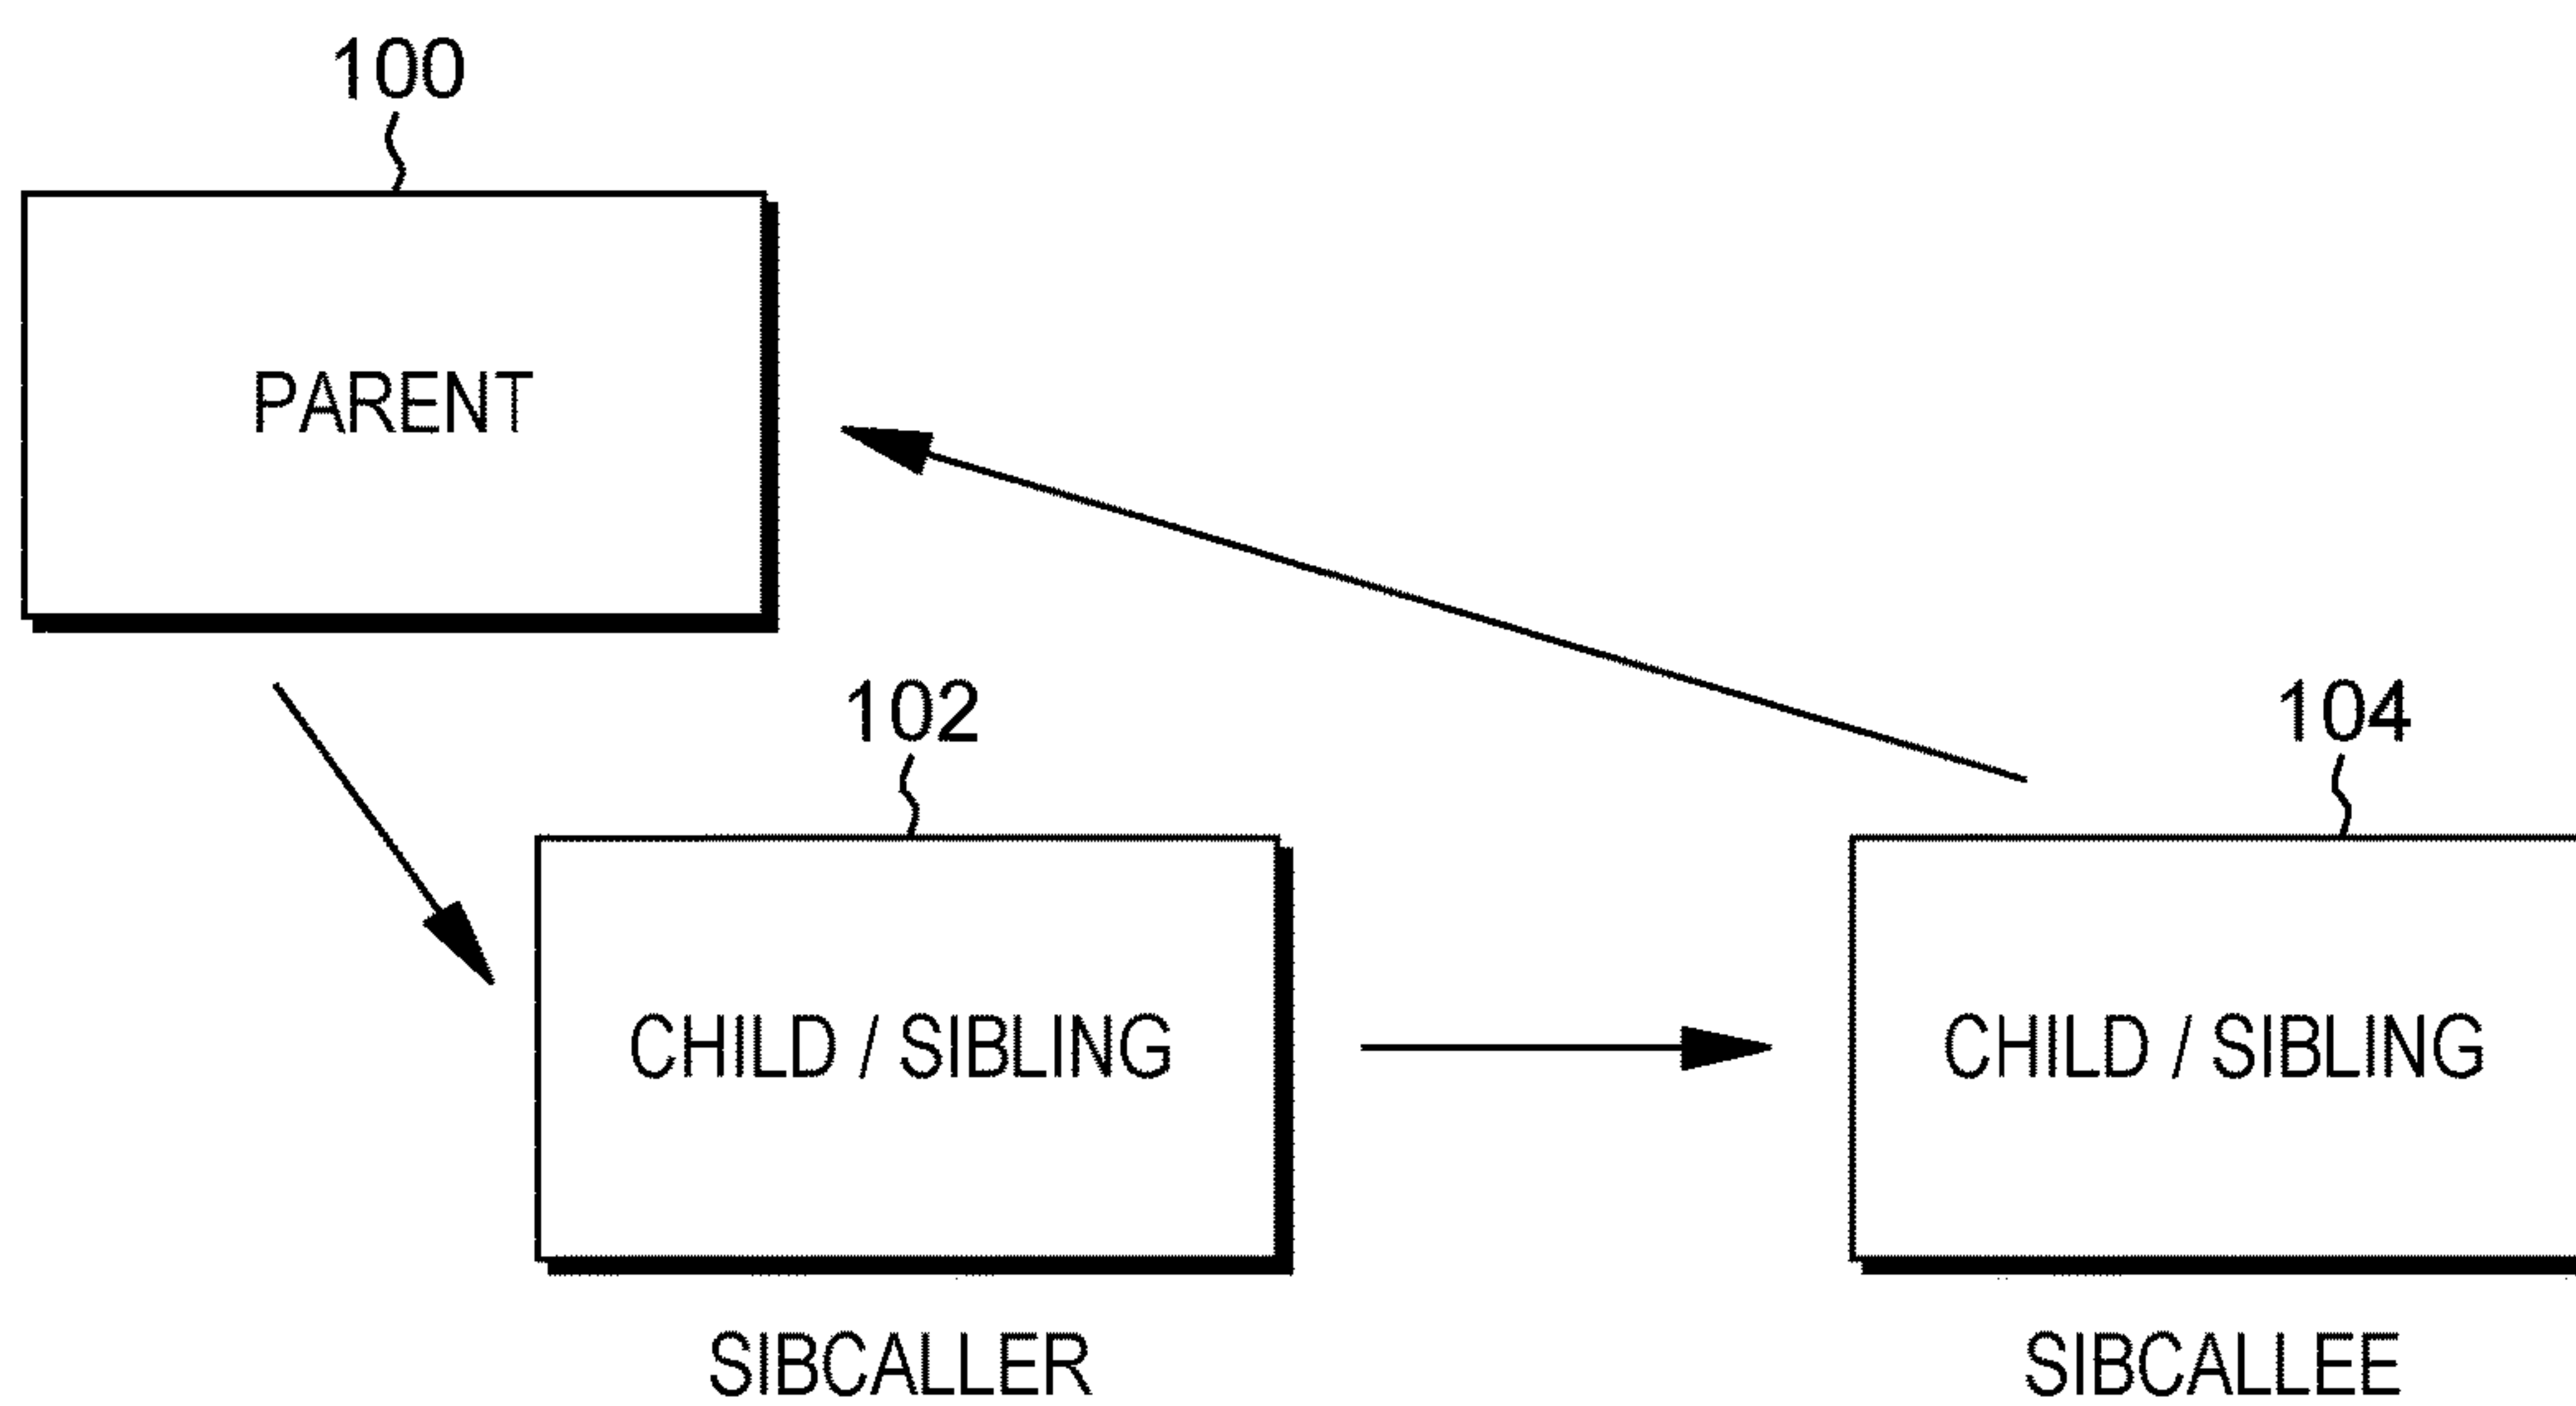 100
PARENT
102
104
CHILD / SIBLING
CHILD / SIBLING
SIBCALLER
SIBCALLEE